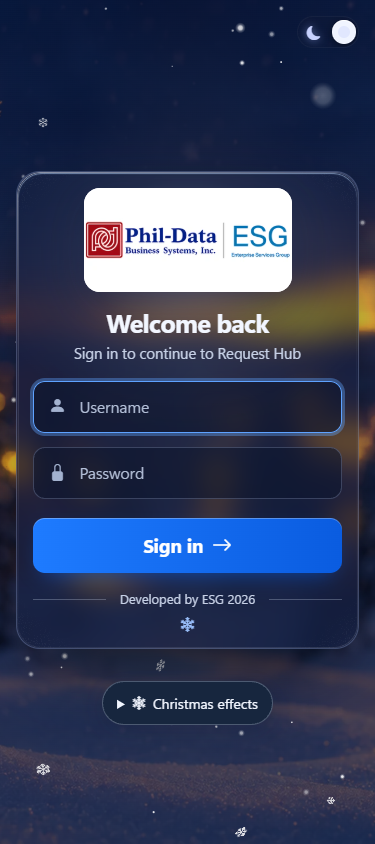 Phil-Data
Business Systems, Inc.
ESG
Enterprise Services Group
Welcome back
Sign in to continue to Request Hub
Username
Password
Sign in
Developed by ESG 2026
Christmas effects